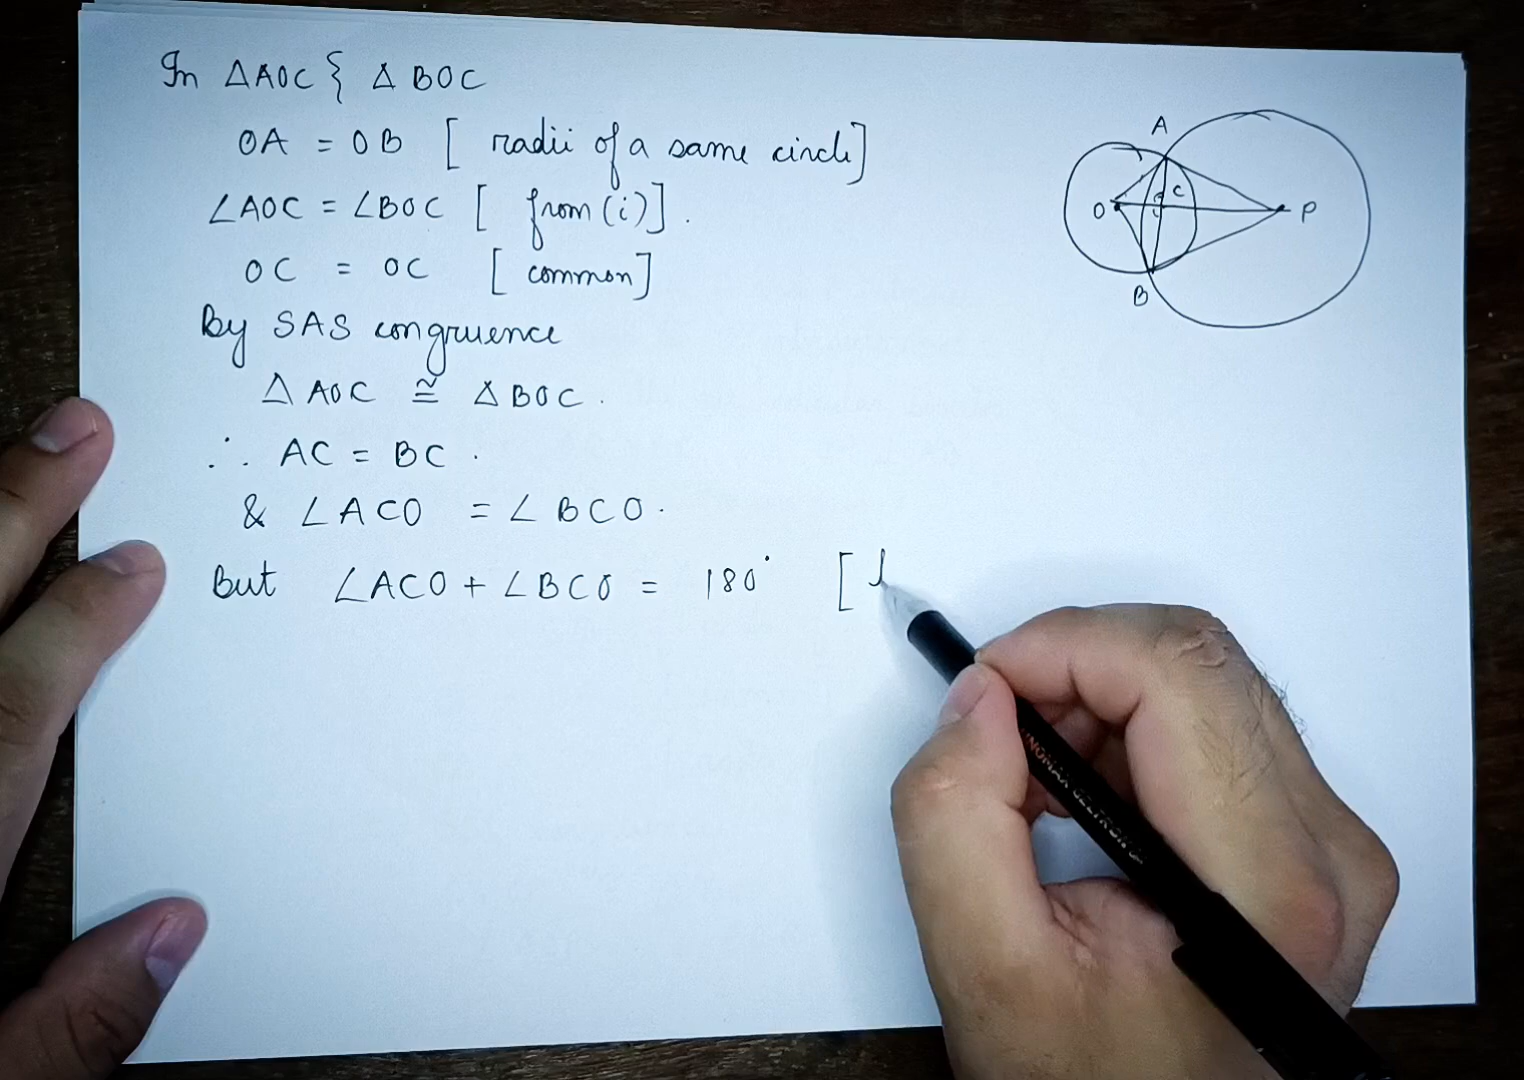 In ΔAOC & ΔBOC
OA = OB [radii of a same circle]
∠AOC = ∠BOC [from (i)].
OC = OC [common]
By SAS congruence
ΔAOC ≅ ΔBOC.
∴ AC = BC.
& ∠ACO = ∠BCO.
But ∠ACO + ∠BCO = 180° [
A
C
O
P
B